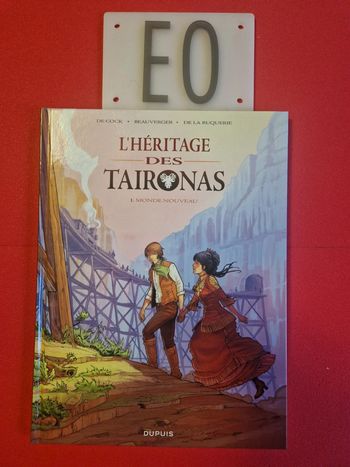 EO
DE COCK • BEAUVERGER • DE LA RUQUERIE
L'HÉRITAGE
DES
TAIRONAS
1. MONDE NOUVEAU
DUPUIS